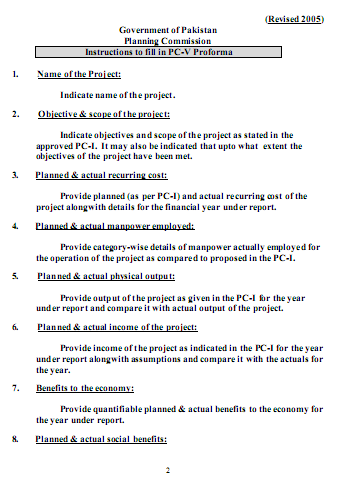 (Revised 2005)
Government of Pakistan
Planning Commission
Instructions to fill in PC-V Proforma
1. Name of the Project:
Indicate name of the project.
2. Objective & scope of the project:
Indicate objectives and scope of the project as stated in the
approved PC-I. It may also be indicated that upto what extent the
objectives of the project have been met.
3. Planned & actual recurring cost:
Provide planned (as per PC-I) and actual recurring cost of the
project alongwith details for the financial year under report.
4. Planned & actual manpower employed:
Provide category-wise details of manpower actually employed for
the operation of the project as compared to proposed in the PC-I.
5. Planned & actual physical output:
Provide output of the project as given in the PC-I for the year
under report and compare it with actual output of the project.
6. Planned & actual income of the project:
Provide income of the project as indicated in the PC-I for the year
under report alongwith assumptions and compare it with the actuals for
the year.
7. Benefits to the economy:
Provide quantifiable planned & actual benefits to the economy for
the year under report.
8. Planned & actual social benefits:
2